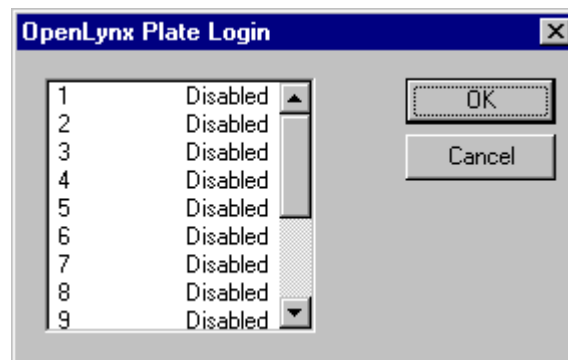 OpenLynx Plate Login
1 Disabled
2 Disabled
3 Disabled
4 Disabled
5 Disabled
6 Disabled
7 Disabled
8 Disabled
9 Disabled
OK
Cancel